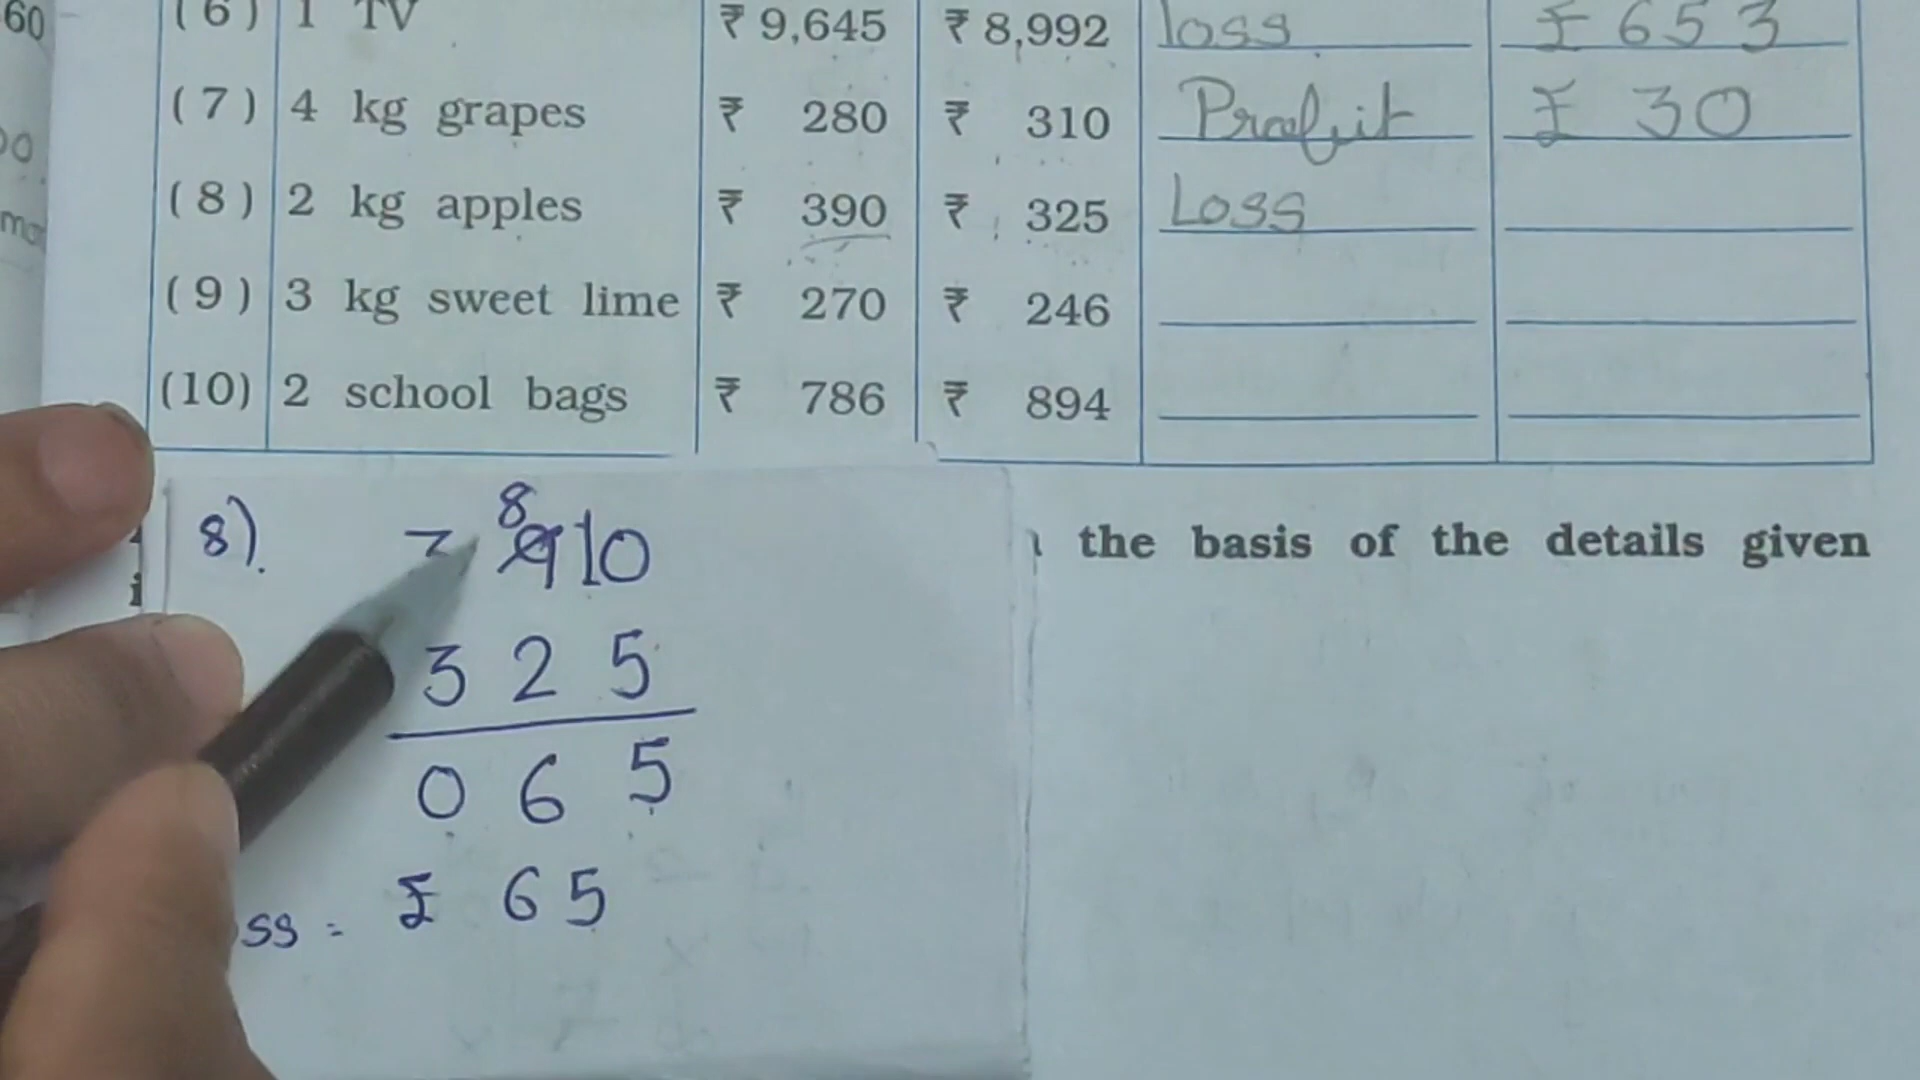 60
(6) 1 TV ₹ 9,645 ₹ 8,992 loss ₹ 653
(7) 4 kg grapes ₹ 280 ₹ 310 Profit ₹ 30
(8) 2 kg apples ₹ 390 ₹ 325 Loss
(9) 3 kg sweet lime ₹ 270 ₹ 246
(10) 2 school bags ₹ 786 ₹ 894
the basis of the details given
8). 8 9 10
3 2 5
0 6 5
ss = ₹ 65